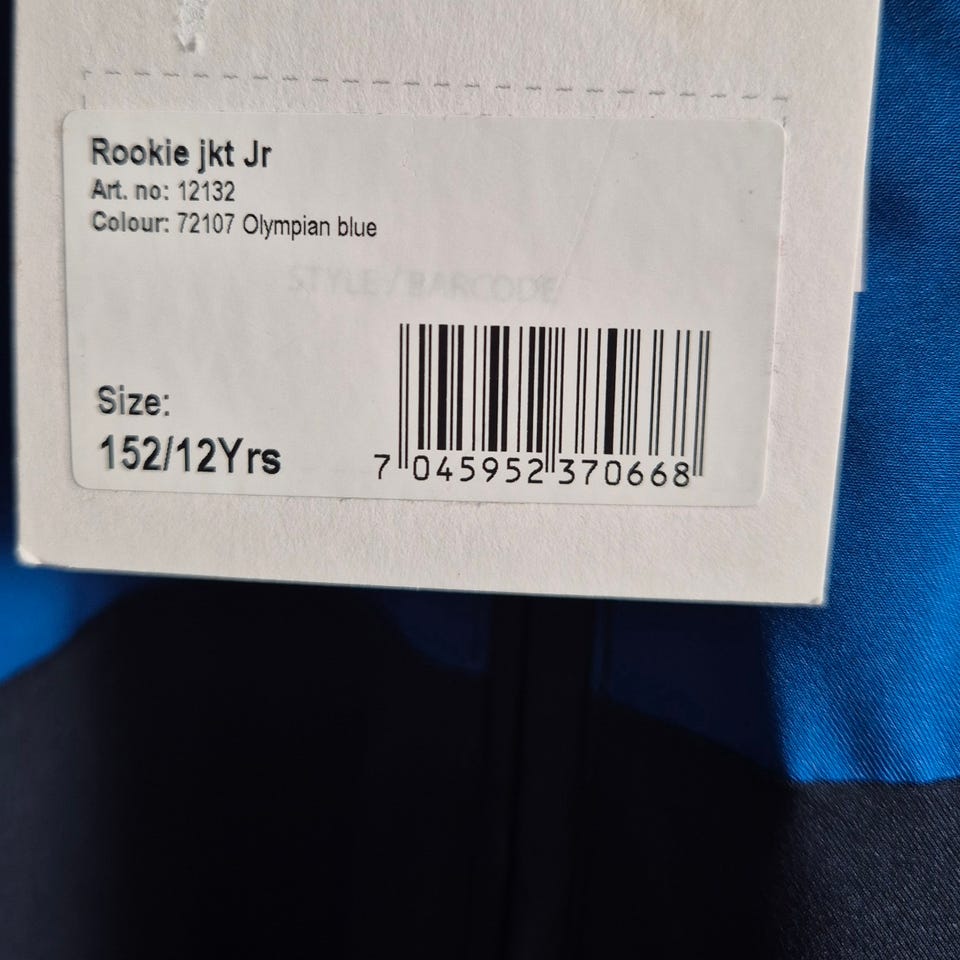 Rookie jkt Jr
Art. no: 12132
Colour: 72107 Olympian blue
STYLE / BARCODE
Size:
152/12Yrs
7 045952 370668